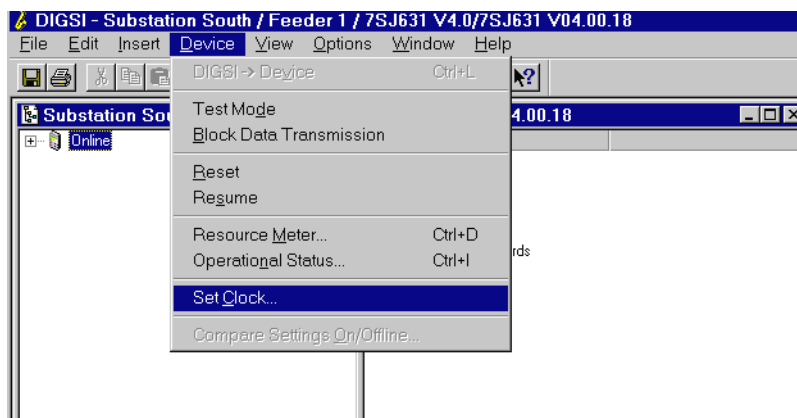 DIGSI - Substation South / Feeder 1 / 7SJ631 V4.0/7SJ631 V04.00.18
File Edit Insert Device View Options Window Help
DIGSI -> Device Ctrl+L
Substation Sou
4.00.18
Test Mode
Online
Block Data Transmission
Reset
Resume
Resource Meter... Ctrl+D
rds
Operational Status... Ctrl+I
Set Clock...
Compare Settings On/Offline...